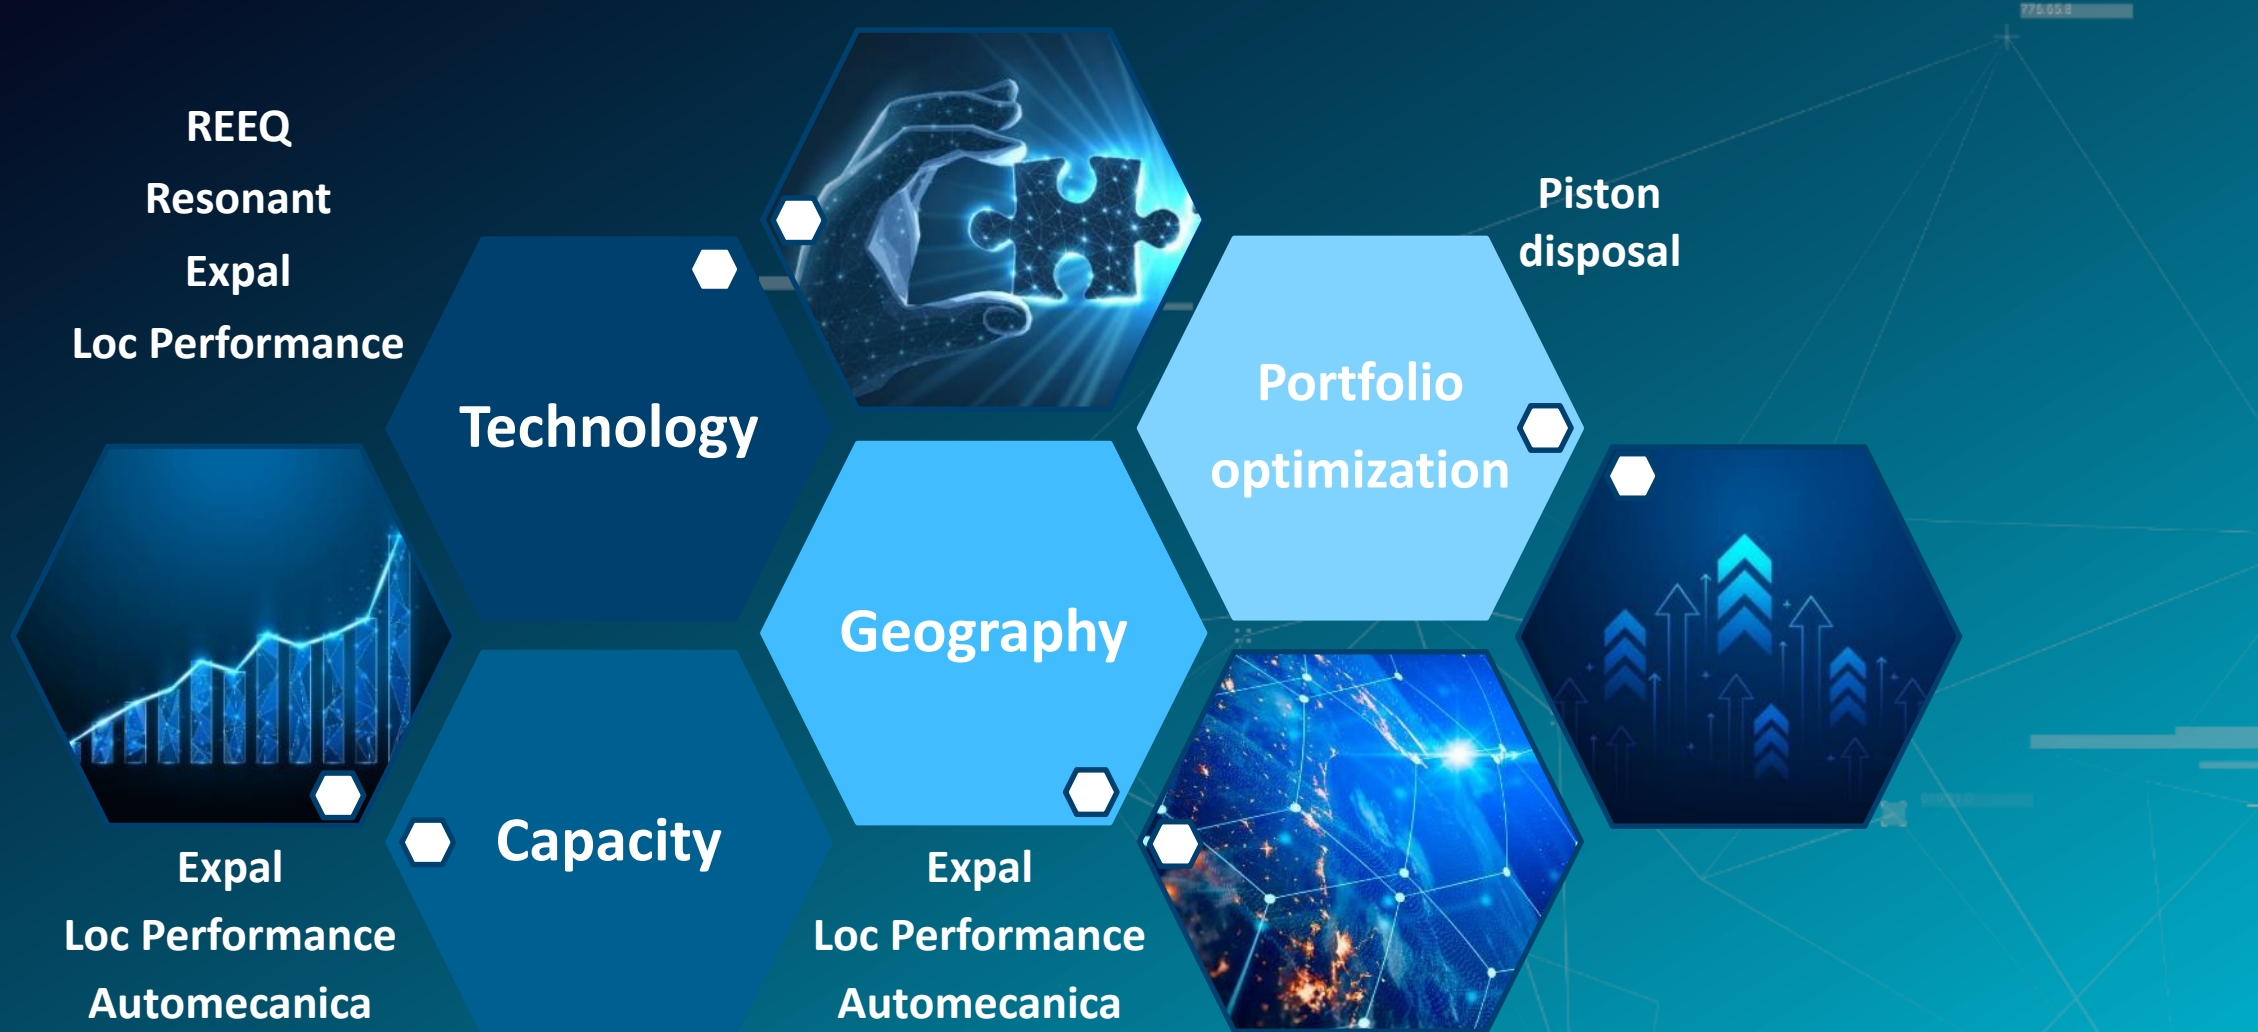 REEQ
Resonant
Expal
Loc Performance
Technology
Piston
disposal
Portfolio
optimization
Geography
Capacity
Expal
Loc Performance
Automecanica
Expal
Loc Performance
Automecanica